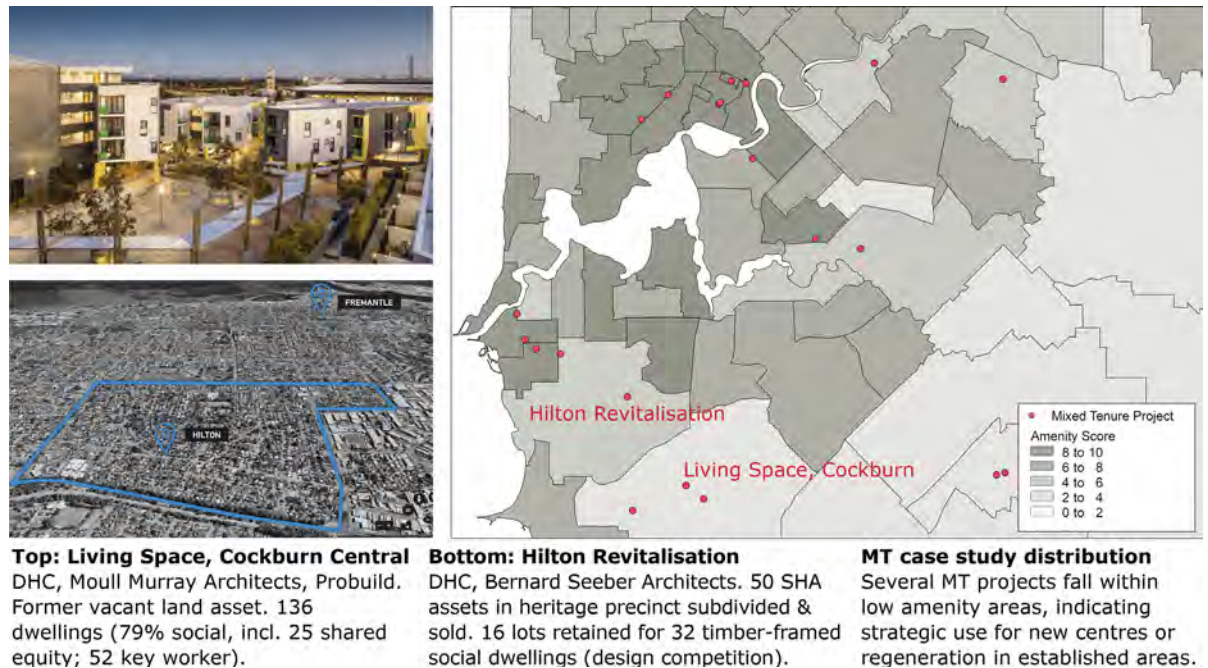 FREMANTLE
HILTON
Hilton Revitalisation
Living Space, Cockburn
Mixed Tenure Project
Amenity Score
8 to 10
6 to 8
4 to 6
2 to 4
0 to 2
Top: Living Space, Cockburn Central
DHC, Moull Murray Architects, Probuild.
Former vacant land asset. 136
dwellings (79% social, incl. 25 shared
equity; 52 key worker).
Bottom: Hilton Revitalisation
DHC, Bernard Seeber Architects. 50 SHA
assets in heritage precinct subdivided &
sold. 16 lots retained for 32 timber-framed
social dwellings (design competition).
MT case study distribution
Several MT projects fall within
low amenity areas, indicating
strategic use for new centres or
regeneration in established areas.